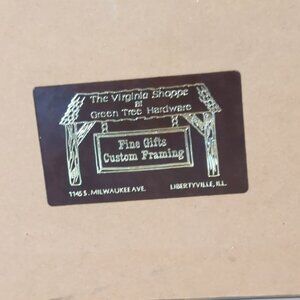 The Virginia Shoppe
at
Green Tree Hardware
Fine Gifts
Custom Framing
1145 S. MILWAUKEE AVE. LIBERTYVILLE, ILL.